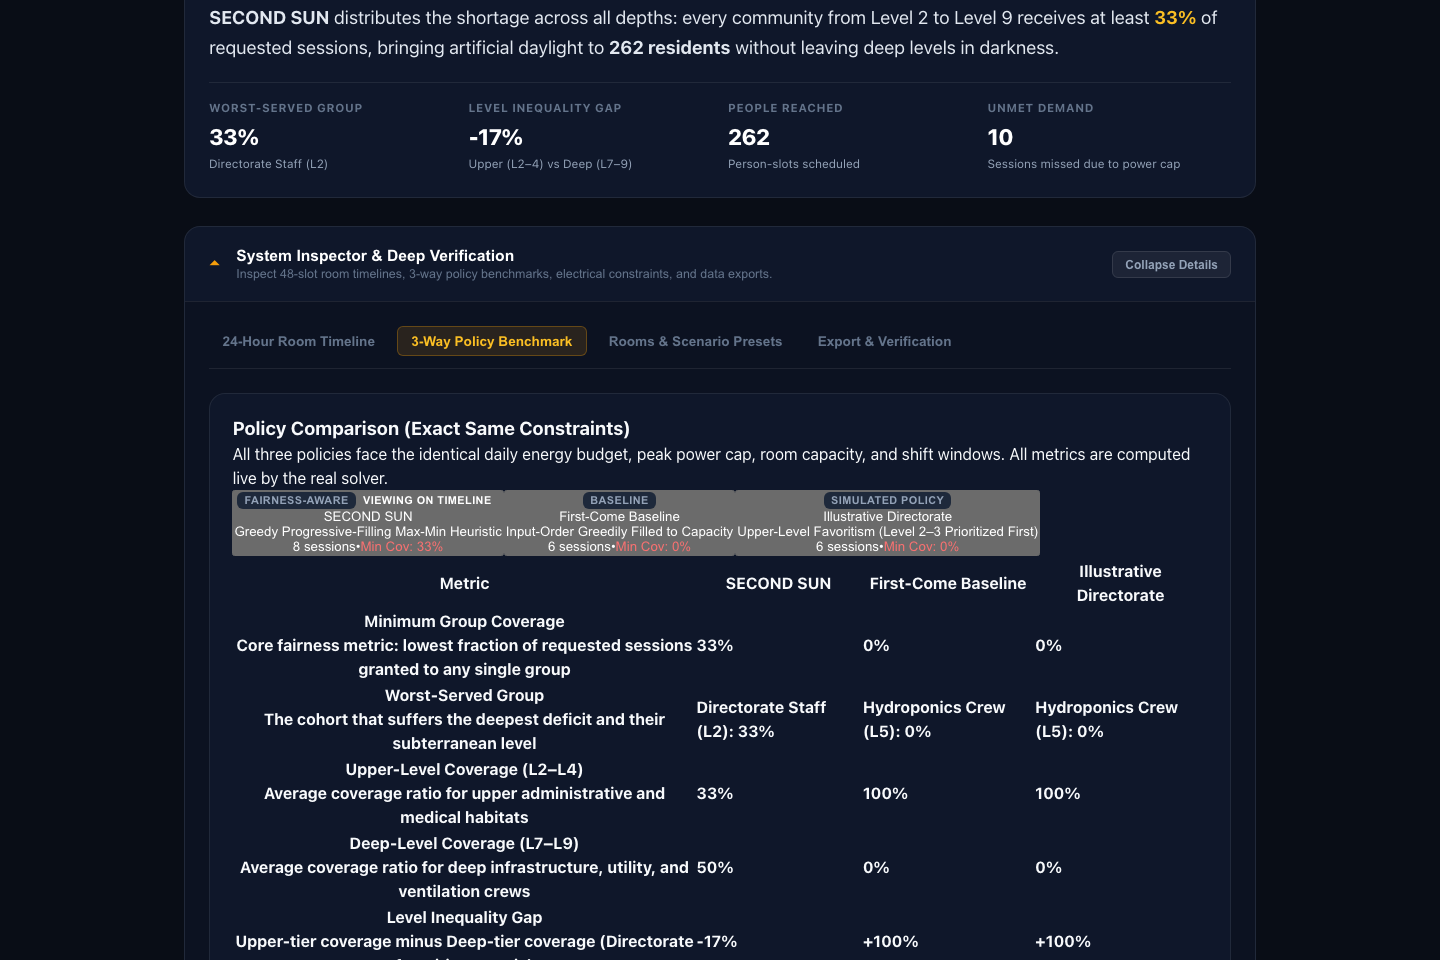 SECOND SUN distributes the shortage across all depths: every community from Level 2 to Level 9 receives at least 33% of
requested sessions, bringing artificial daylight to 262 residents without leaving deep levels in darkness.
WORST-SERVED GROUP
33%
Directorate Staff (L2)
LEVEL INEQUALITY GAP
-17%
Upper (L2–4) vs Deep (L7–9)
PEOPLE REACHED
262
Person-slots scheduled
UNMET DEMAND
10
Sessions missed due to power cap
System Inspector & Deep Verification
Inspect 48-slot room timelines, 3-way policy benchmarks, electrical constraints, and data exports.
Collapse Details
24-Hour Room Timeline
3-Way Policy Benchmark
Rooms & Scenario Presets
Export & Verification
Policy Comparison (Exact Same Constraints)
All three policies face the identical daily energy budget, peak power cap, room capacity, and shift windows. All metrics are computed
live by the real solver.
FAIRNESS-AWARE VIEWING ON TIMELINE
SECOND SUN
Greedy Progressive-Filling Max-Min Heuristic
8 sessions•Min Cov: 33%
BASELINE
First-Come Baseline
Input-Order Greedily Filled to Capacity
6 sessions•Min Cov: 0%
SIMULATED POLICY
Illustrative Directorate
Upper-Level Favoritism (Level 2–3 Prioritized First)
6 sessions•Min Cov: 0%
Metric
SECOND SUN
First-Come Baseline
Illustrative
Directorate
Minimum Group Coverage
Core fairness metric: lowest fraction of requested sessions
granted to any single group
33%
0%
0%
Worst-Served Group
The cohort that suffers the deepest deficit and their
subterranean level
Directorate Staff
(L2): 33%
Hydroponics Crew
(L5): 0%
Hydroponics Crew
(L5): 0%
Upper-Level Coverage (L2–L4)
Average coverage ratio for upper administrative and
medical habitats
33%
100%
100%
Deep-Level Coverage (L7–L9)
Average coverage ratio for deep infrastructure, utility, and
ventilation crews
50%
0%
0%
Level Inequality Gap
Upper-tier coverage minus Deep-tier coverage (Directorate
-17%
+100%
+100%